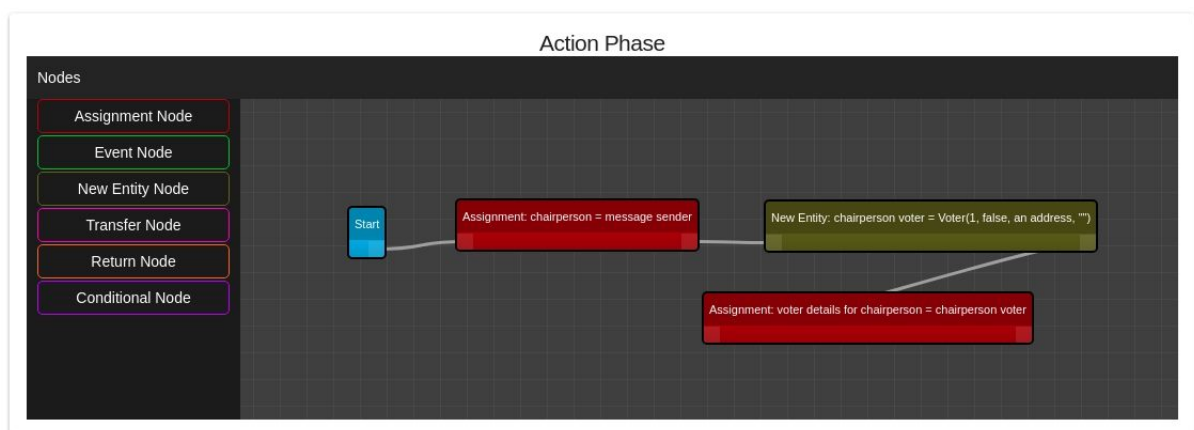 Action Phase
Nodes
Assignment Node
Event Node
New Entity Node
Transfer Node
Return Node
Conditional Node
Start
Assignment: chairperson = message sender
New Entity: chairperson voter = Voter(1, false, an address, "")
Assignment: voter details for chairperson = chairperson voter